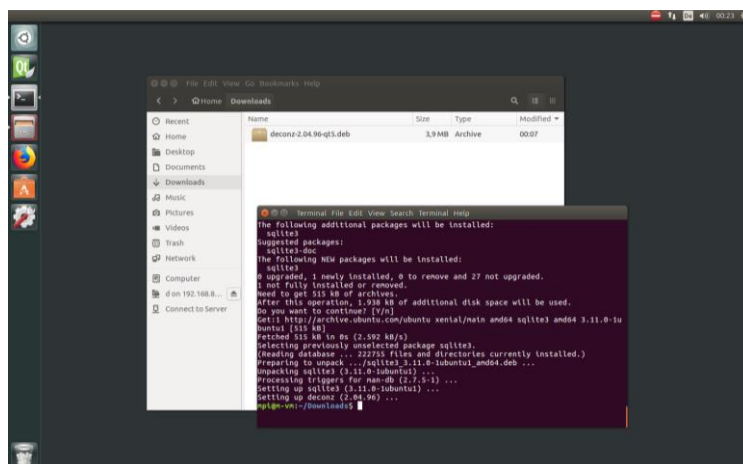 De 00:23
File Edit View Go Bookmarks Help
Home Downloads
Recent
Home
Desktop
Documents
Downloads
Music
Pictures
Videos
Trash
Network
Computer
d on 192.168.8...
Connect to Server
Name Size Type Modified
deconz-2.04.96-qt5.deb 3,9 MB Archive 00:07
Terminal File Edit View Search Terminal Help
The following additional packages will be installed:
sqlite3
Suggested packages:
sqlite3-doc
The following NEW packages will be installed:
sqlite3
0 upgraded, 1 newly installed, 0 to remove and 27 not upgraded.
1 not fully installed or removed.
Need to get 515 kB of archives.
After this operation, 1.938 kB of additional disk space will be used.
Do you want to continue? [Y/n]
Get:1 http://archive.ubuntu.com/ubuntu xenial/main amd64 sqlite3 amd64 3.11.0-1u
buntu1 [515 kB]
Fetched 515 kB in 0s (2.592 kB/s)
Selecting previously unselected package sqlite3.
(Reading database ... 222755 files and directories currently installed.)
Preparing to unpack .../sqlite3_3.11.0-1ubuntu1_amd64.deb ...
Unpacking sqlite3 (3.11.0-1ubuntu1) ...
Processing triggers for man-db (2.7.5-1) ...
Setting up sqlite3 (3.11.0-1ubuntu1) ...
Setting up deconz (2.04.96) ...
mpi@n-vm:~/Downloads$